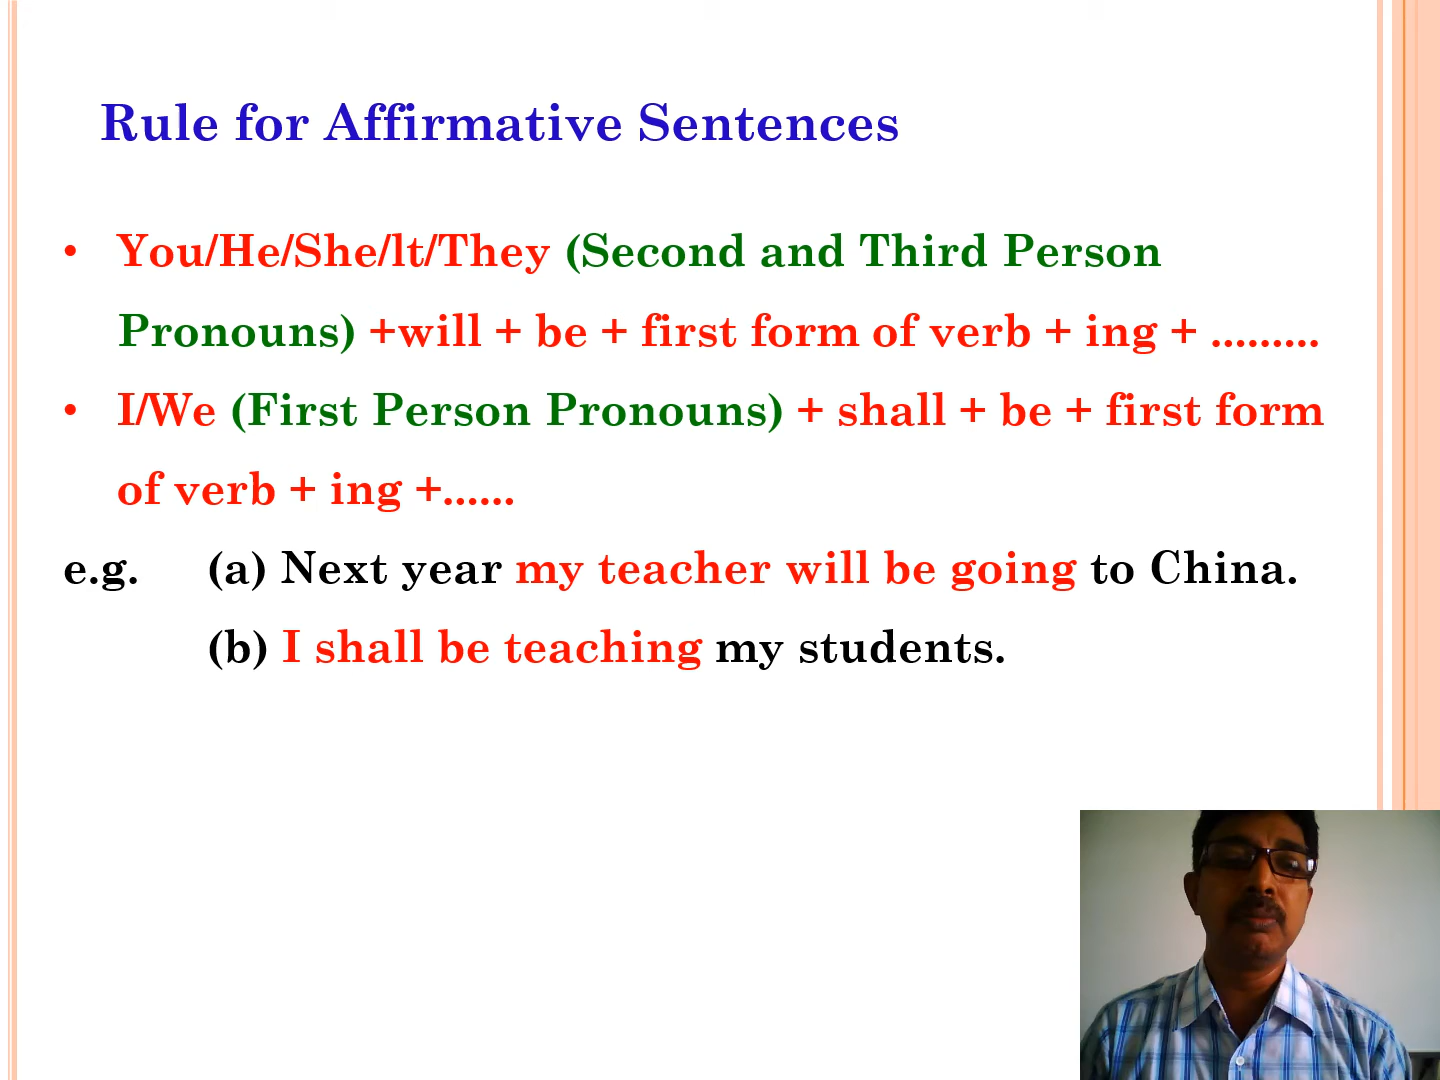 Rule for Affirmative Sentences
• You/He/She/lt/They (Second and Third Person
Pronouns) +will + be + first form of verb + ing + .........
• I/We (First Person Pronouns) + shall + be + first form
of verb + ing +......
e.g. (a) Next year my teacher will be going to China.
(b) I shall be teaching my students.